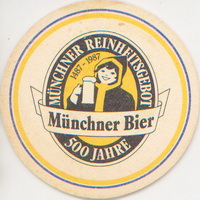 MÜNCHNER REINHEITSGEBOT
1487-1987
Münchner Bier
500 JAHRE